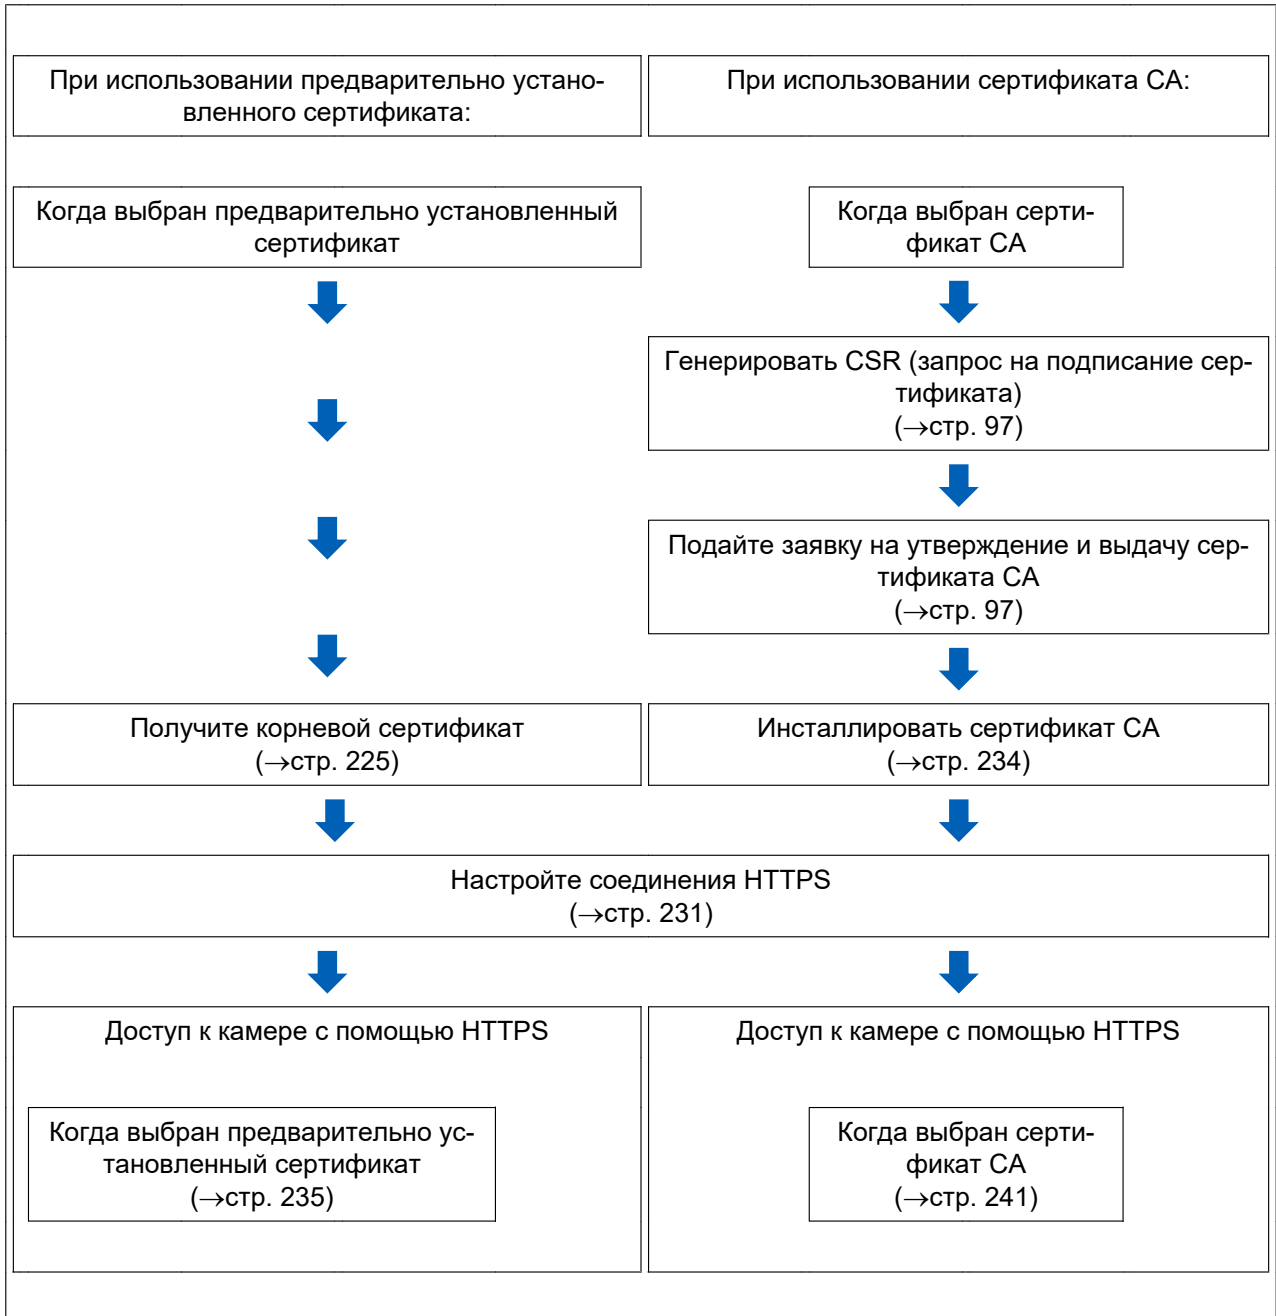 При использовании предварительно устано-
вленного сертификата:
При использовании сертификата CA:
Когда выбран предварительно установленный
сертификат
Когда выбран серти-
фикат CA
Генерировать CSR (запрос на подписание сер-
тификата)
(→стр. 97)
Подайте заявку на утверждение и выдачу сер-
тификата CA
(→стр. 97)
Получите корневой сертификат
(→стр. 225)
Инсталлировать сертификат CA
(→стр. 234)
Настройте соединения HTTPS
(→стр. 231)
Доступ к камере с помощью HTTPS
Когда выбран предварительно ус-
тановленный сертификат
(→стр. 235)
Доступ к камере с помощью HTTPS
Когда выбран серти-
фикат CA
(→стр. 241)